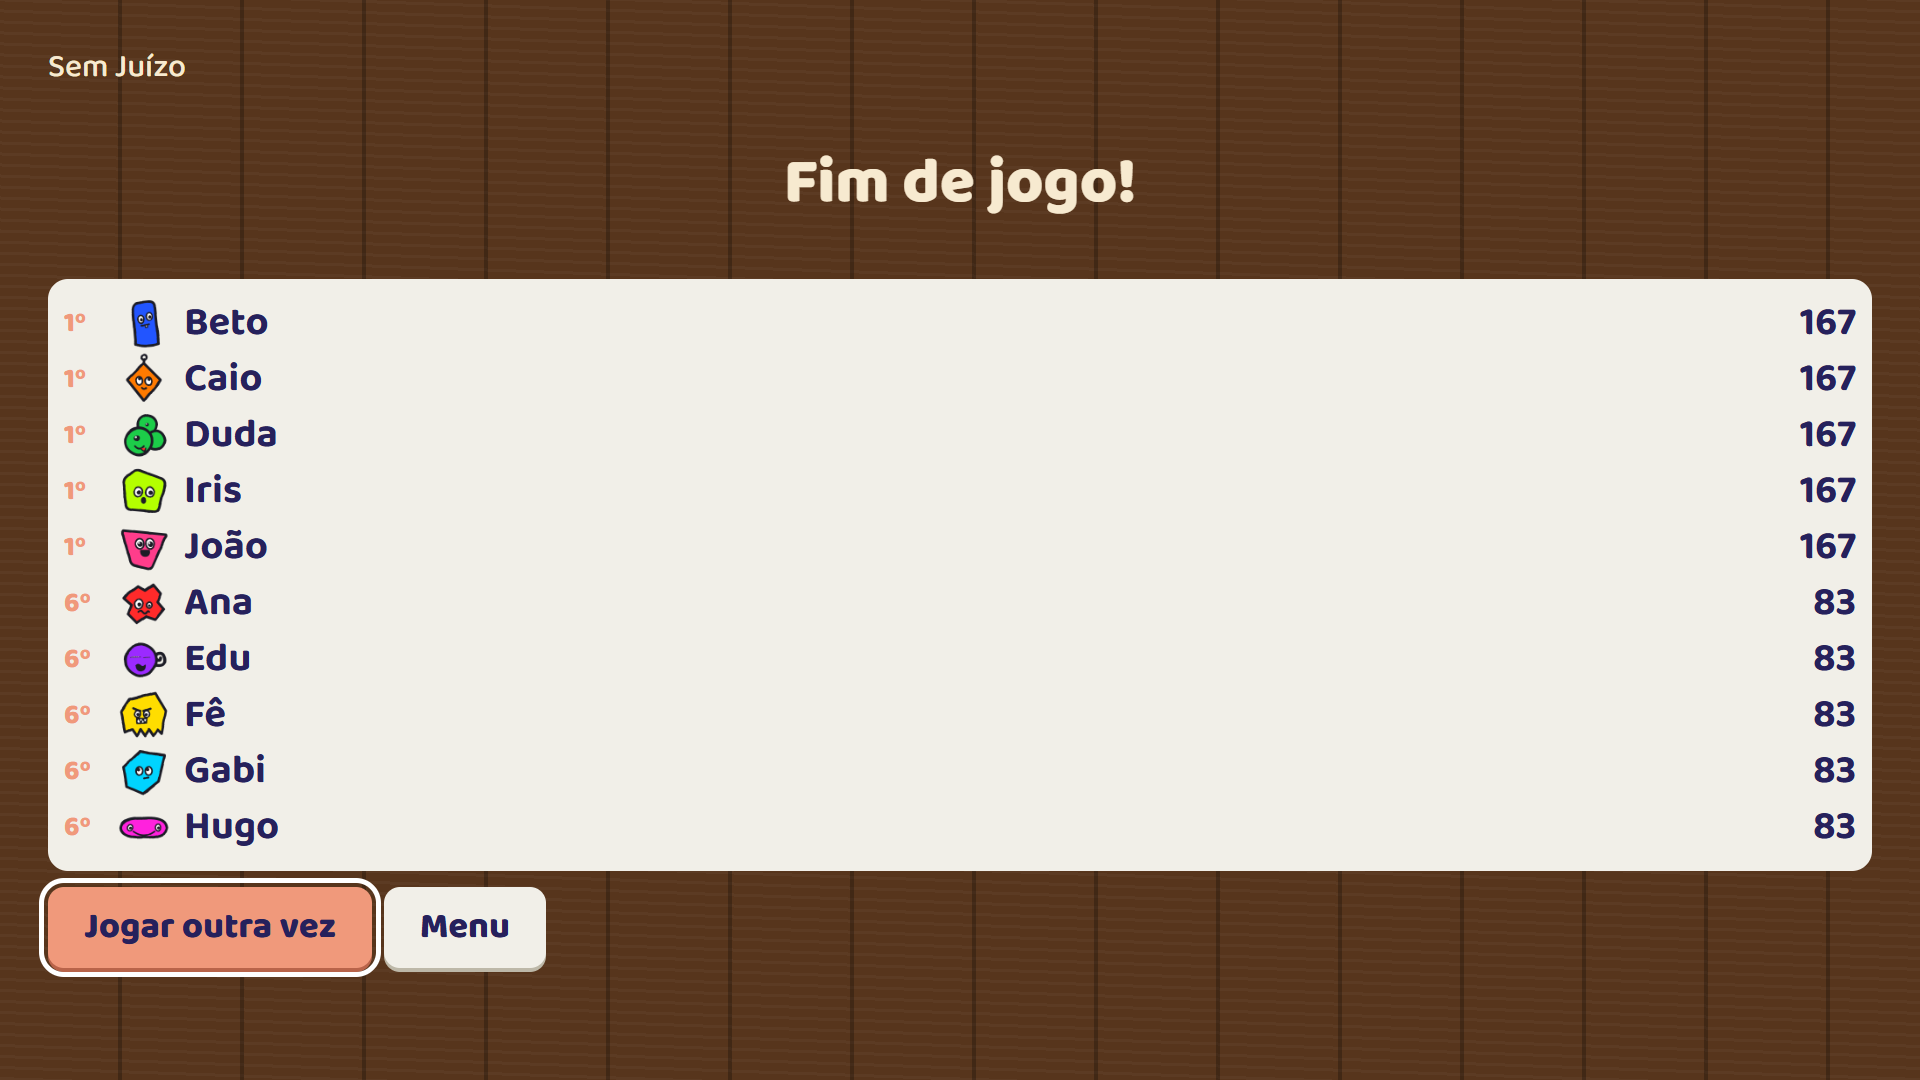 Sem Juízo
Fim de jogo!
1º Beto 167
1º Caio 167
1º Duda 167
1º Iris 167
1º João 167
6º Ana 83
6º Edu 83
6º Fê 83
6º Gabi 83
6º Hugo 83
Jogar outra vez Menu